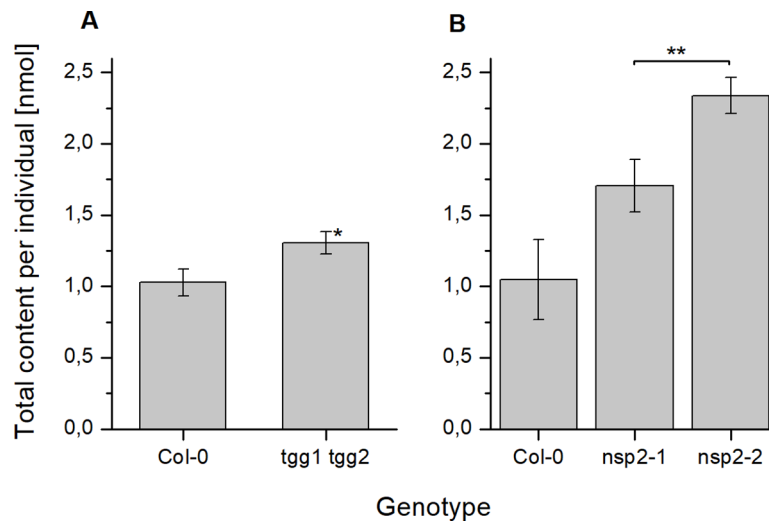 A
B
Total content per individual [nmol]
2,5
2,0
1,5
1,0
0,5
0,0
*
Col-0
tgg1 tgg2
2,5
2,0
1,5
1,0
0,5
0,0
**
Col-0
nsp2-1
nsp2-2
Genotype